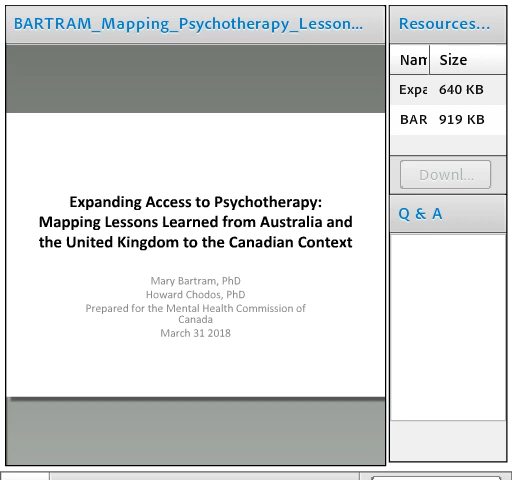 BARTRAM_Mapping_Psychotherapy_Lesson...
Expanding Access to Psychotherapy:
Mapping Lessons Learned from Australia and
the United Kingdom to the Canadian Context
Mary Bartram, PhD
Howard Chodos, PhD
Prepared for the Mental Health Commission of
Canada
March 31 2018
Resources...
Nam Size
Expa 640 KB
BAR 919 KB
Downl...
Q & A